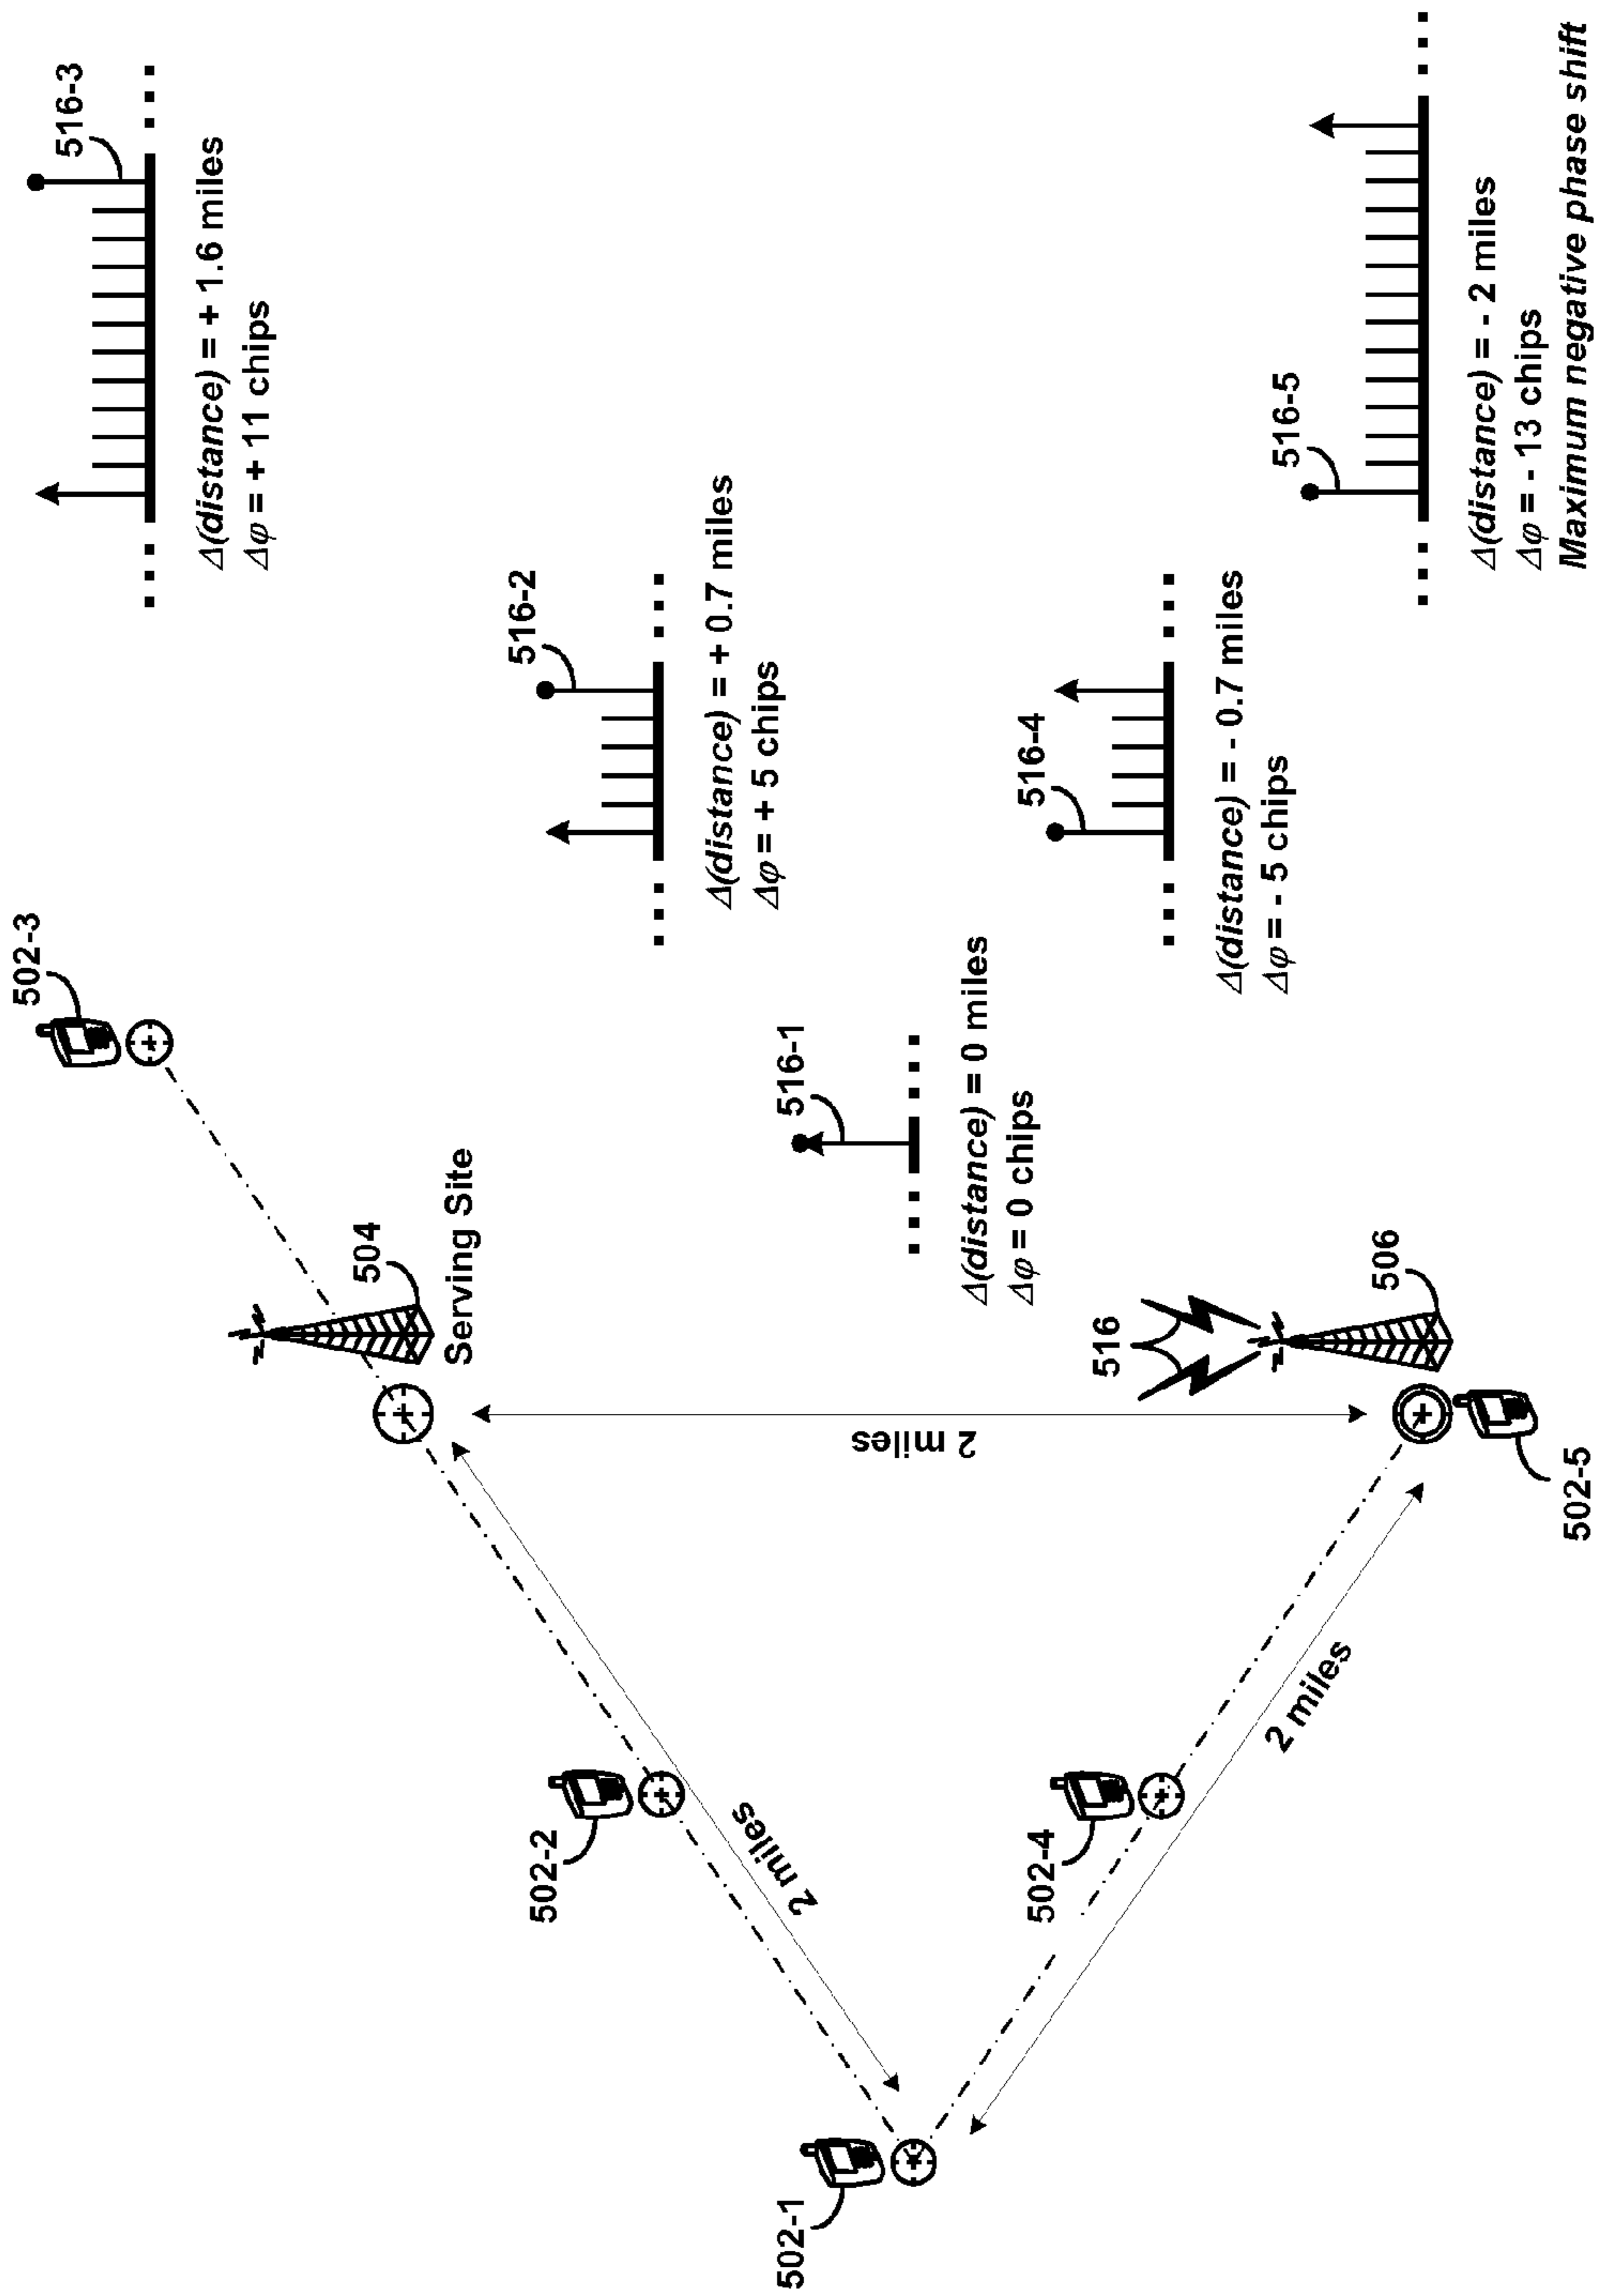 502-1
502-2
2 miles
502-4
2 miles
502-3
504
Serving Site
2 miles
516
506
502-5
516-1
Δ(distance) = 0 miles
Δφ = 0 chips
516-2
Δ(distance) = + 0.7 miles
Δφ = + 5 chips
516-4
Δ(distance) = - 0.7 miles
Δφ = - 5 chips
516-3
Δ(distance) = + 1.6 miles
Δφ = + 11 chips
516-5
Δ(distance) = - 2 miles
Δφ = - 13 chips
Maximum negative phase shift